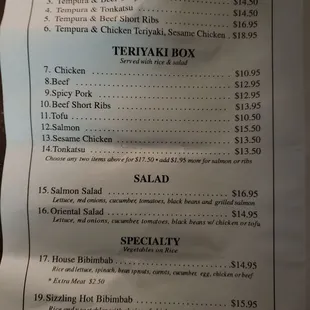 3. Tempura & Beef $14.50
4. Tempura & Tonkatsu $14.50
5. Tempura & Beef Short Ribs $16.95
6. Tempura & Chicken Teriyaki, Sesame Chicken $18.95
TERIYAKI BOX
Served with rice & salad
7. Chicken $10.95
8.Beef $12.95
9.Spicy Pork $12.95
10.Beef Short Ribs $13.95
11.Tofu $10.50
12.Salmon $15.50
13.Sesame Chicken $13.50
14.Tonkatsu $13.50
Choose any two items above for $17.50 • add $1.95 more for salmon or ribs
SALAD
15. Salmon Salad $16.95
Lettuce, red onions, cucumber, tomatoes, black beans and grilled salmon
16. Oriental Salad $14.95
Lettuce, red onions, cucumber, tomatoes, black beans w/ chicken or tofu
SPECIALTY
Vegetables on Rice
17. House Bibimbab $14.95
Rice and lettuce, spinach, bean sprouts, carrots, cucumber, egg, chicken or beef
* Extra Meat $2.50
19. Sizzling Hot Bibimbab $15.95